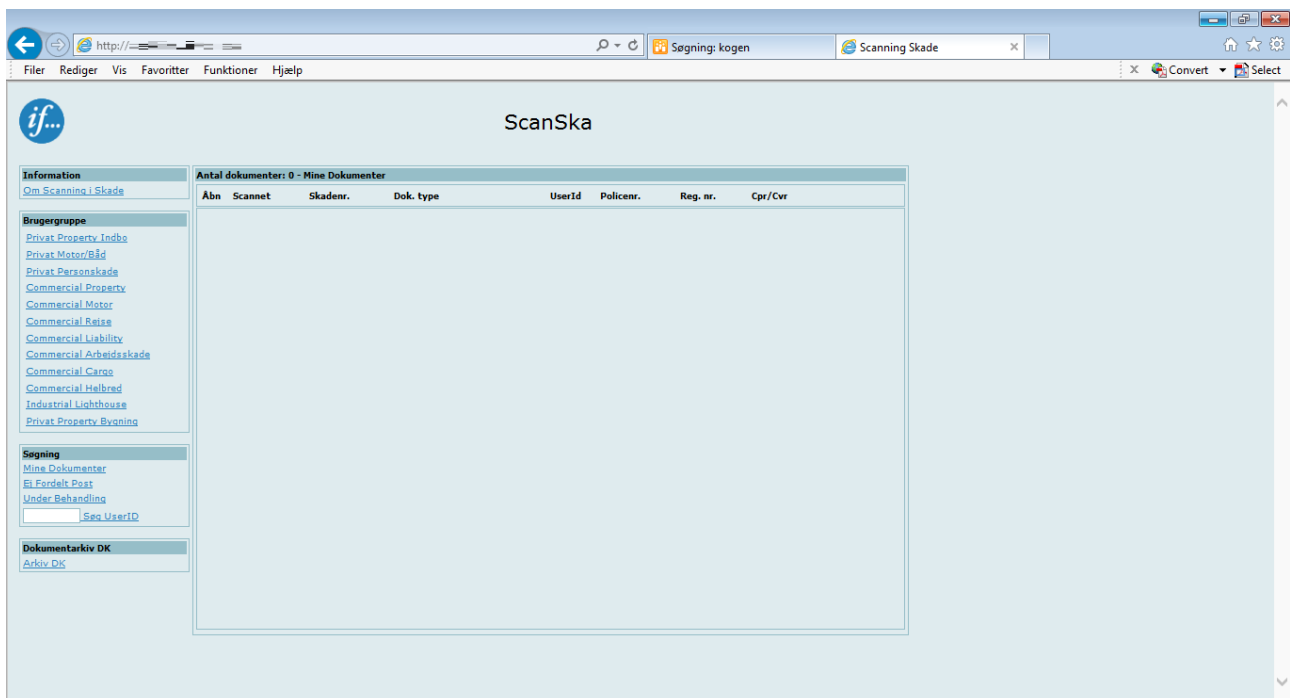 http://
Søgning: kogen
Scanning Skade
Filer Rediger Vis Favoritter Funktioner Hjælp
Convert Select
if...
ScanSka
Information
Om Scanning i Skade
Brugergruppe
Privat Property Indbo
Privat Motor/Båd
Privat Personskade
Commercial Property
Commercial Motor
Commercial Rejse
Commercial Liability
Commercial Arbejdsskade
Commercial Cargo
Commercial Helbred
Industrial Lighthouse
Privat Property Bygning
Søgning
Mine Dokumenter
Ej Fordelt Post
Under Behandling
Søg UserID
Dokumentarkiv DK
Arkiv DK
Antal dokumenter: 0 - Mine Dokumenter
Åbn Scannet Skadenr. Dok. type UserId Policenr. Reg. nr. Cpr/Cvr